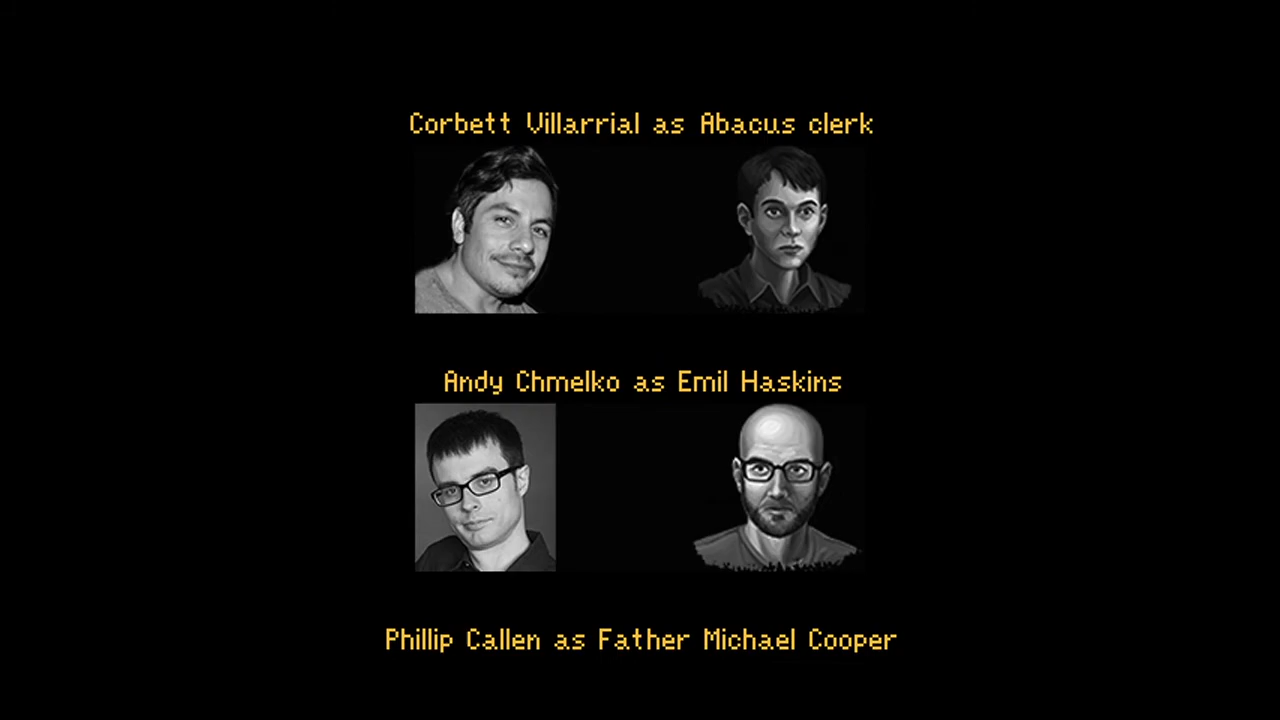 Corbett Villarrial as Abacus clerk
Andy Chmelko as Emil Haskins
Phillip Callen as Father Michael Cooper